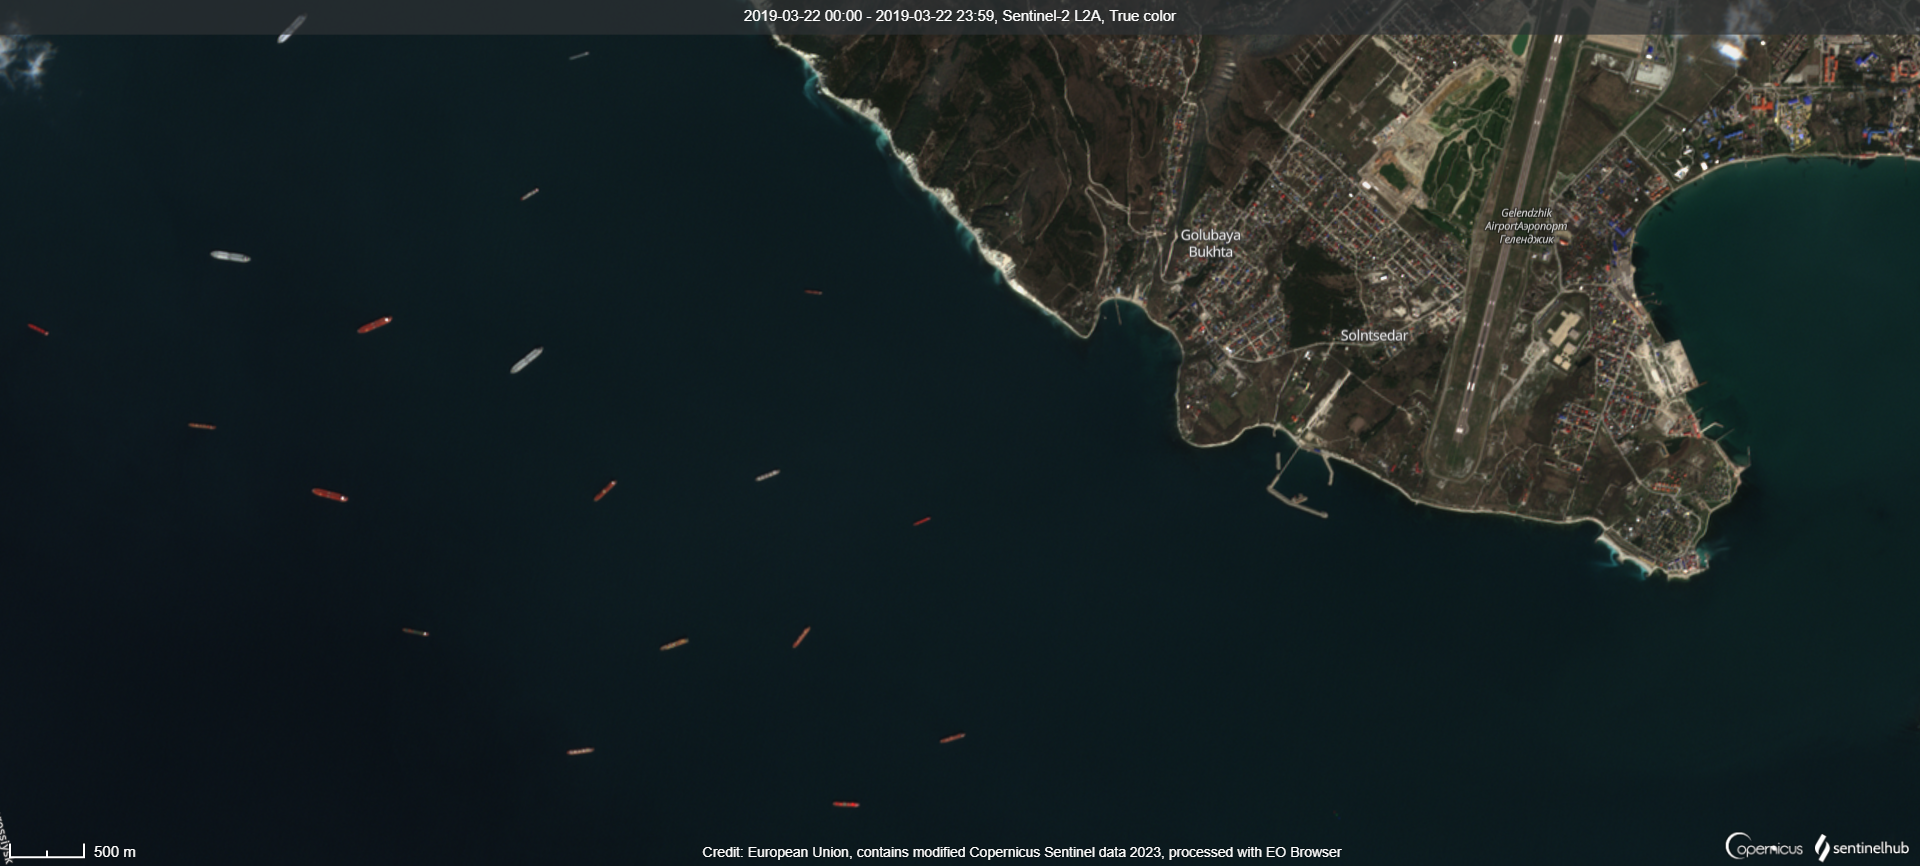 2019-03-22 00:00 - 2019-03-22 23:59, Sentinel-2 L2A, True color
Gelendzhik
AirportАэропорт
Геленджик
Golubaya
Bukhta
Solntsedar
500 m
Credit: European Union, contains modified Copernicus Sentinel data 2023, processed with EO Browser
Copernicus
sentinelhub